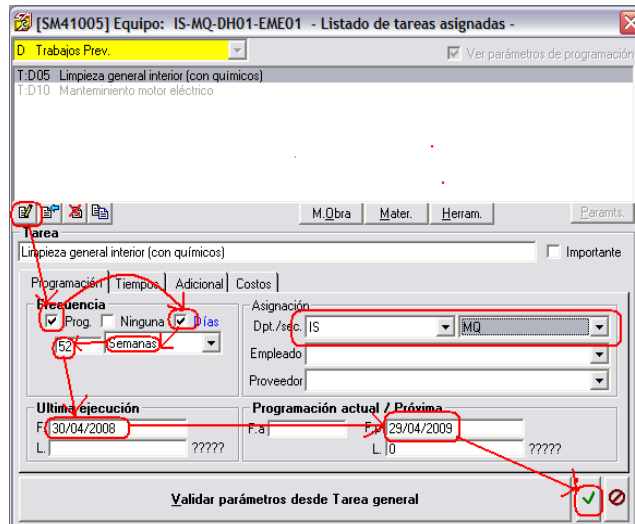 [SM41005] Equipo: IS-MQ-DH01-EME01 - Listado de tareas asignadas -
D Trabajos Prev.
Ver parámetros de programación
T:D05 Limpieza general interior (con químicos)
T:D10 Manteminiento motor eléctrico
M.Obra Mater. Herram. Paramts.
Tarea
Limpieza general interior (con químicos) Importante
Programación Tiempos Adicional Costos
Frecuencia
Prog. Ninguna Días
52 Semanas
Asignación
Dpt./sec. IS MQ
Empleado
Proveedor
Ultima ejecución
F. 30/04/2008
L. ?????
Programación actual / Próxima
F.a F.p 29/04/2009
L. 0 ?????
Validar parámetros desde Tarea general